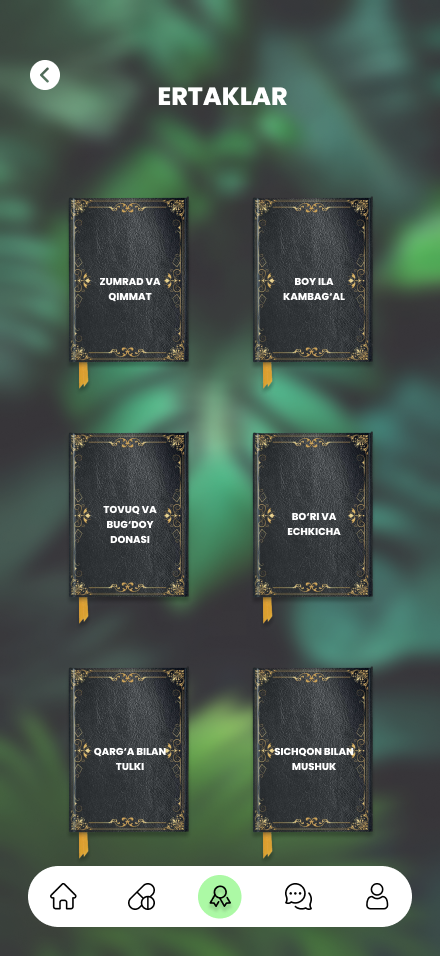 ERTAKLAR
ZUMRAD VA
QIMMAT
BOY ILA
KAMBAG‘AL
TOVUQ VA
BUG‘DOY
DONASI
BO‘RI VA
ECHKICHA
QARG‘A BILAN
TULKI
SICHQON BILAN
MUSHUK